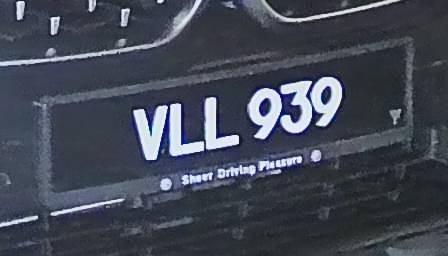 VLL 939
Sheer Driving Pleasure